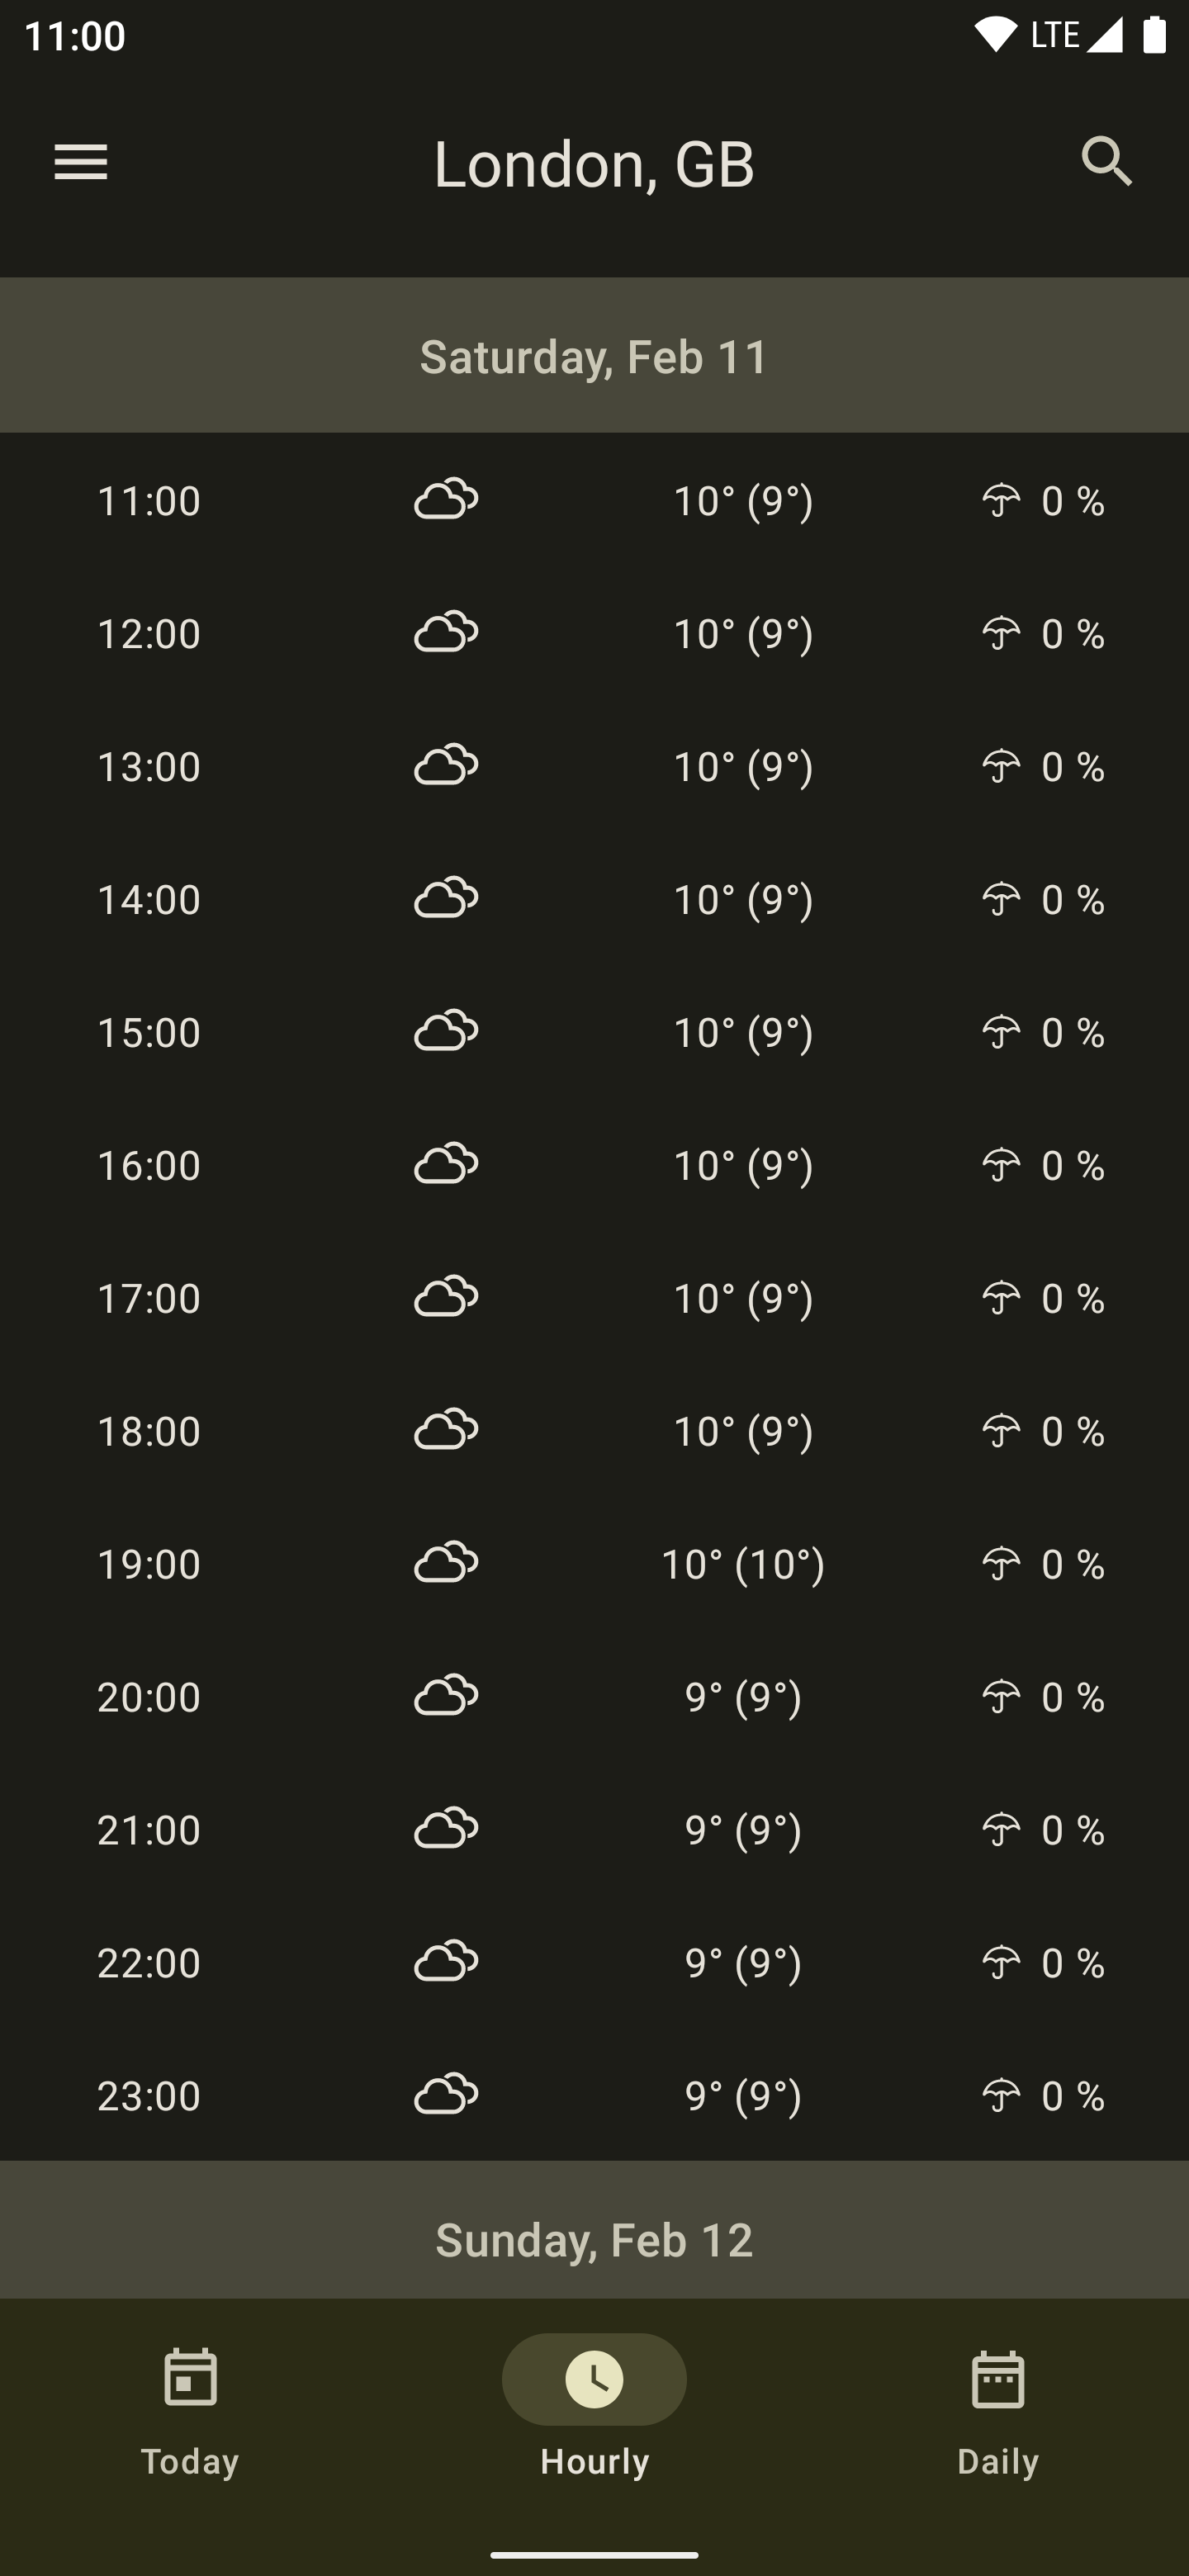 11:00 LTE
London, GB
Saturday, Feb 11
11:00 10° (9°) 0 %
12:00 10° (9°) 0 %
13:00 10° (9°) 0 %
14:00 10° (9°) 0 %
15:00 10° (9°) 0 %
16:00 10° (9°) 0 %
17:00 10° (9°) 0 %
18:00 10° (9°) 0 %
19:00 10° (10°) 0 %
20:00 9° (9°) 0 %
21:00 9° (9°) 0 %
22:00 9° (9°) 0 %
23:00 9° (9°) 0 %
Sunday, Feb 12
Today Hourly Daily